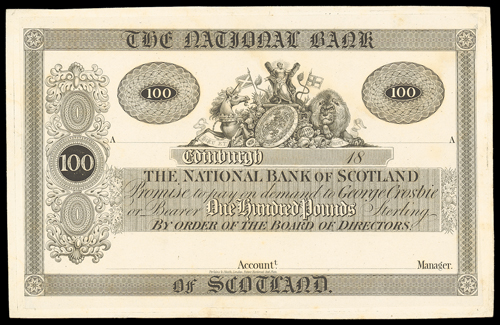 THE NATIONAL BANK
100 100
A A
Edinburgh 18
100
THE NATIONAL BANK OF SCOTLAND
Promise to pay on demand to George Crosbie
or Bearer One Hundred Pounds Sterling
BY ORDER OF THE BOARD OF DIRECTORS.
Accountt. Manager.
OF SCOTLAND.